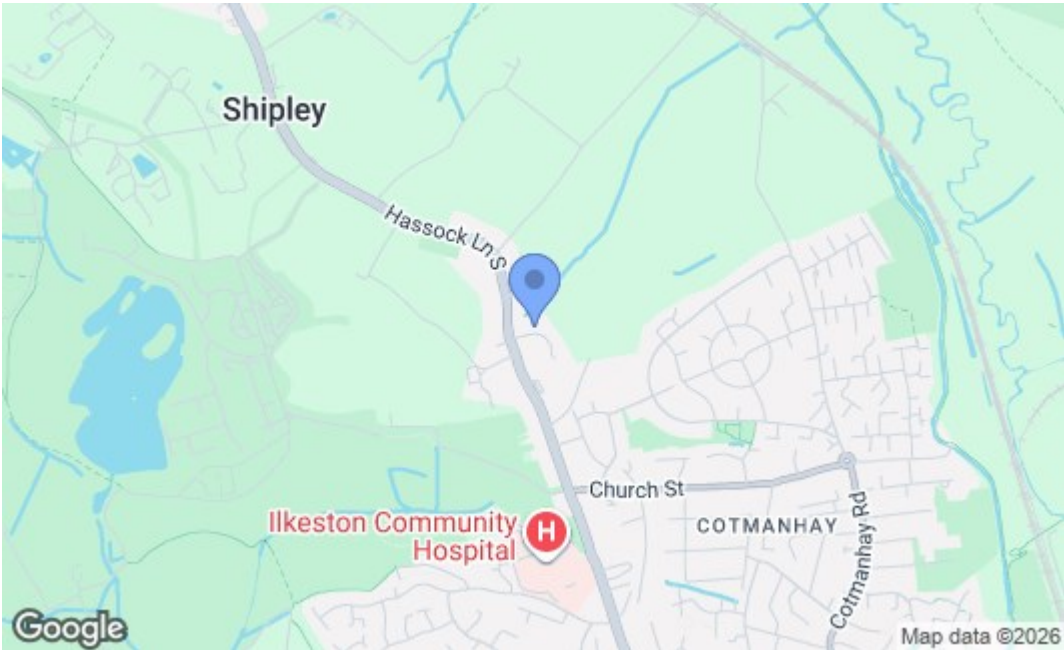 Shipley
Hassock Ln S
Church St
Ilkeston Community
Hospital
H
COTMANHAY
Cotmanhay Rd
Google
Map data ©2026